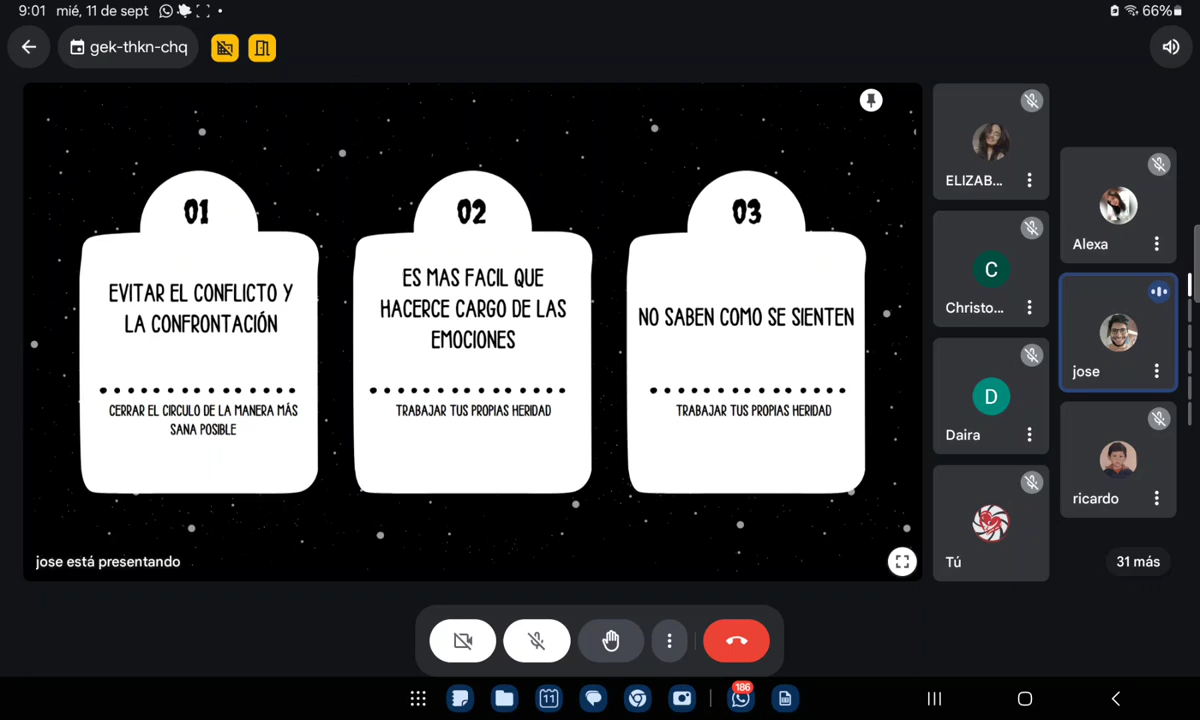 9:01 mié, 11 de sept
66%
gek-thkn-chq
01
EVITAR EL CONFLICTO Y
LA CONFRONTACIÓN
CERRAR EL CIRCULO DE LA MANERA MÁS
SANA POSIBLE
02
ES MAS FACIL QUE
HACERCE CARGO DE LAS
EMOCIONES
TRABAJAR TUS PROPIAS HERIDAD
03
NO SABEN COMO SE SIENTEN
TRABAJAR TUS PROPIAS HERIDAD
jose está presentando
ELIZAB...
C
Christo...
D
Daira
Tú
Alexa
jose
ricardo
31 más
11
186